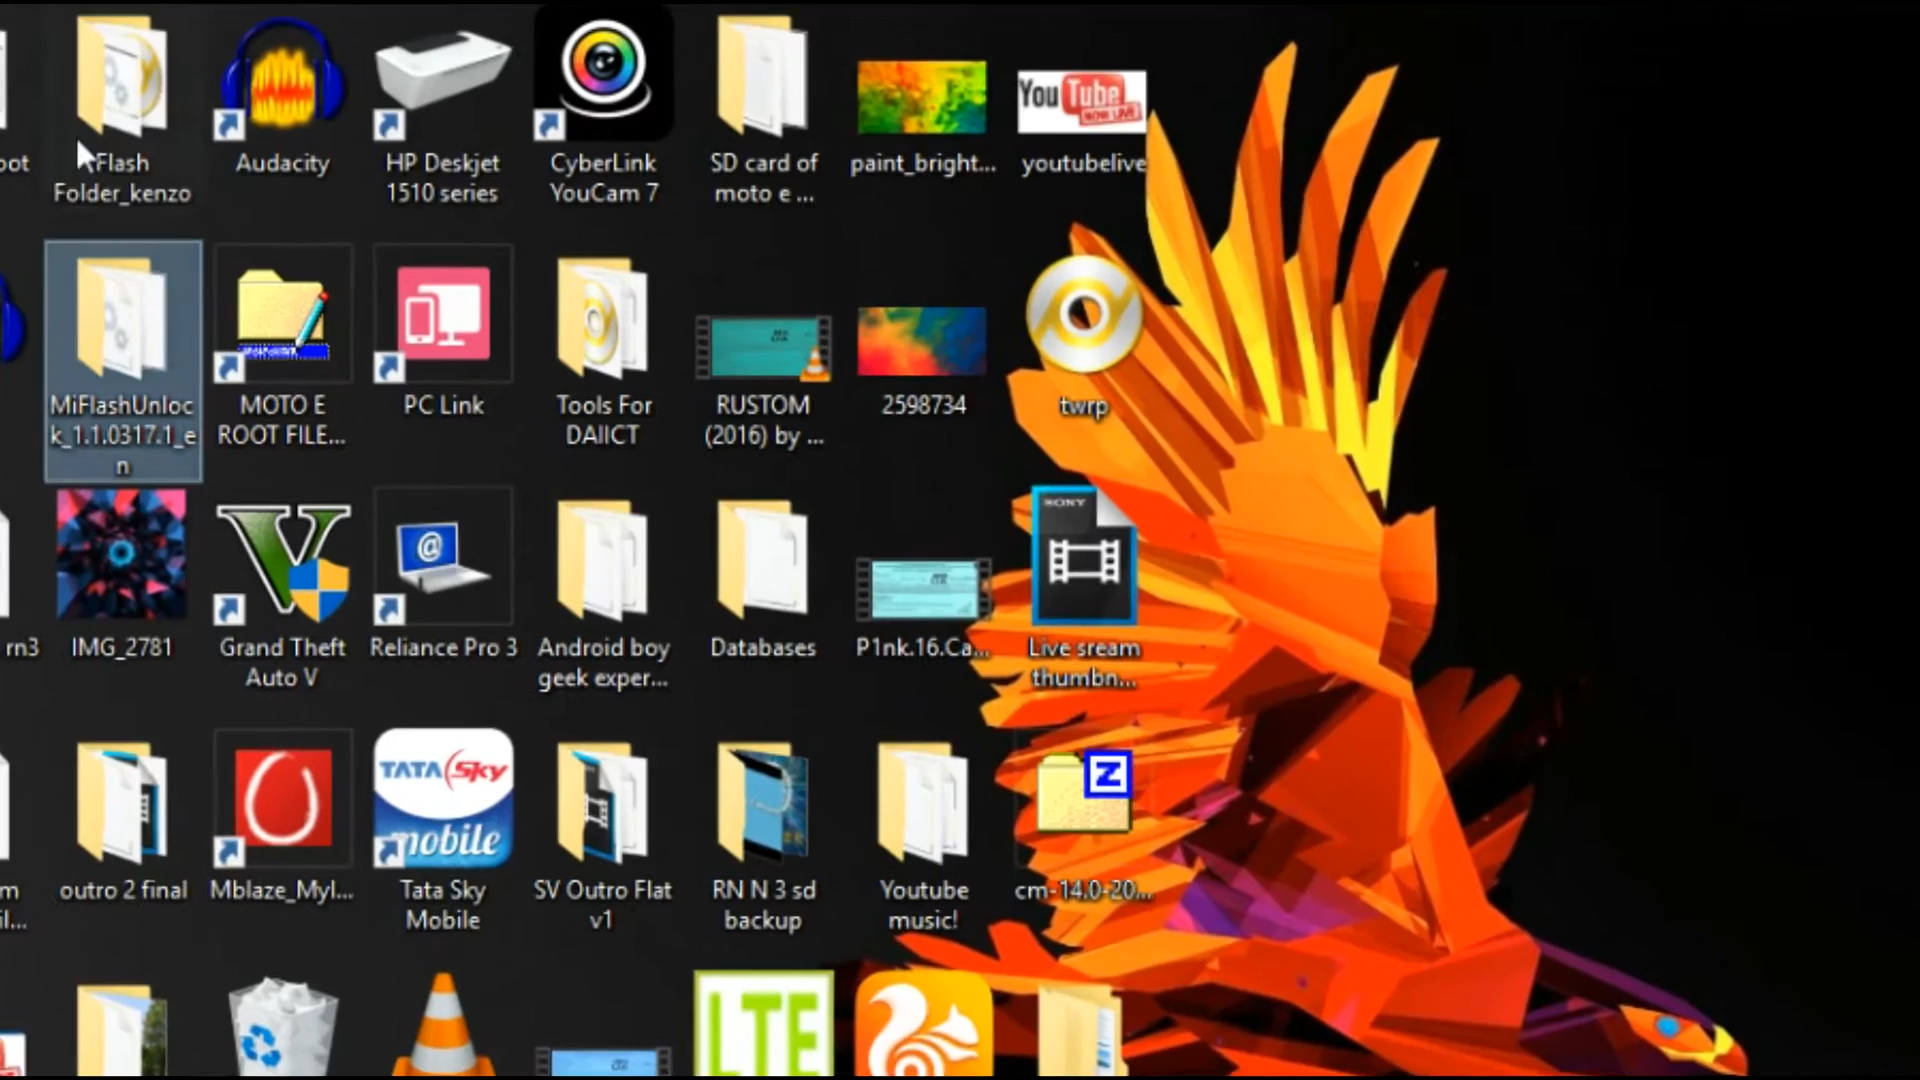 oot
Flash
Folder_kenzo
Audacity
HP Deskjet
1510 series
CyberLink
YouCam 7
SD card of
moto e ...
paint_bright...
You Tube
NOW LIVE
youtubelive
MiFlashUnloc
k_1.1.0317.1_e
n
MOTO E
ROOT FILE...
PC Link
Tools For
DAIICT
RUSTOM
(2016) by ...
2598734
twrp
rn3
IMG_2781
Grand Theft
Auto V
@
Reliance Pro 3
Android boy
geek exper...
Databases
P1nk.16.Ca...
SONY
Live sream
thumbn...
m
il...
outro 2 final
Mblaze_Myl...
TATA Sky
mobile
Tata Sky
Mobile
SV Outro Flat
v1
RN N 3 sd
backup
Youtube
music!
Z
cm-14.0-20...
LTE